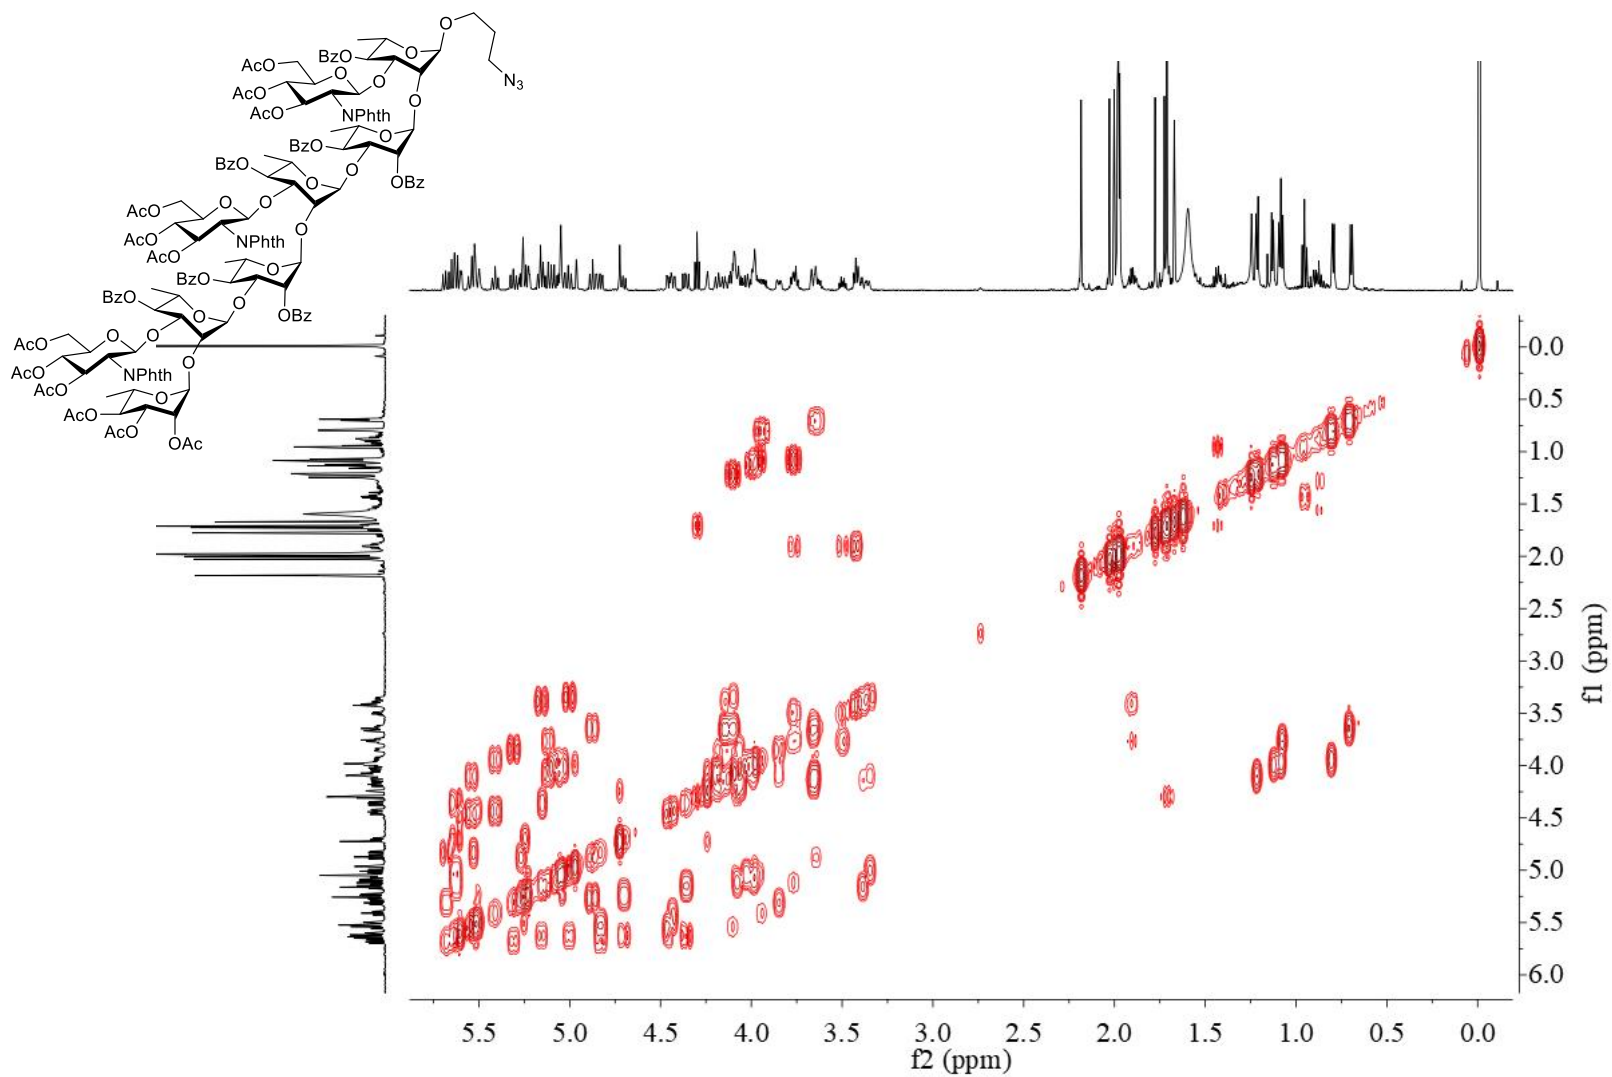 O
BzO
O
AcO
O
O
N3
AcO
O
AcO
NPhth
O
BzO
O
O
BzO
O
OBz
O
AcO
O
O
AcO
NPhth
AcO
O
O
BzO
O
BzO
O
O
OBz
AcO
O
O
AcO
NPhth
O
AcO
O
AcO
AcO
OAc
0.0
0.5
1.0
1.5
2.0
2.5
3.0
3.5
4.0
4.5
5.0
5.5
6.0
f1 (ppm)
5.5 5.0 4.5 4.0 3.5 3.0 2.5 2.0 1.5 1.0 0.5 0.0
f2 (ppm)